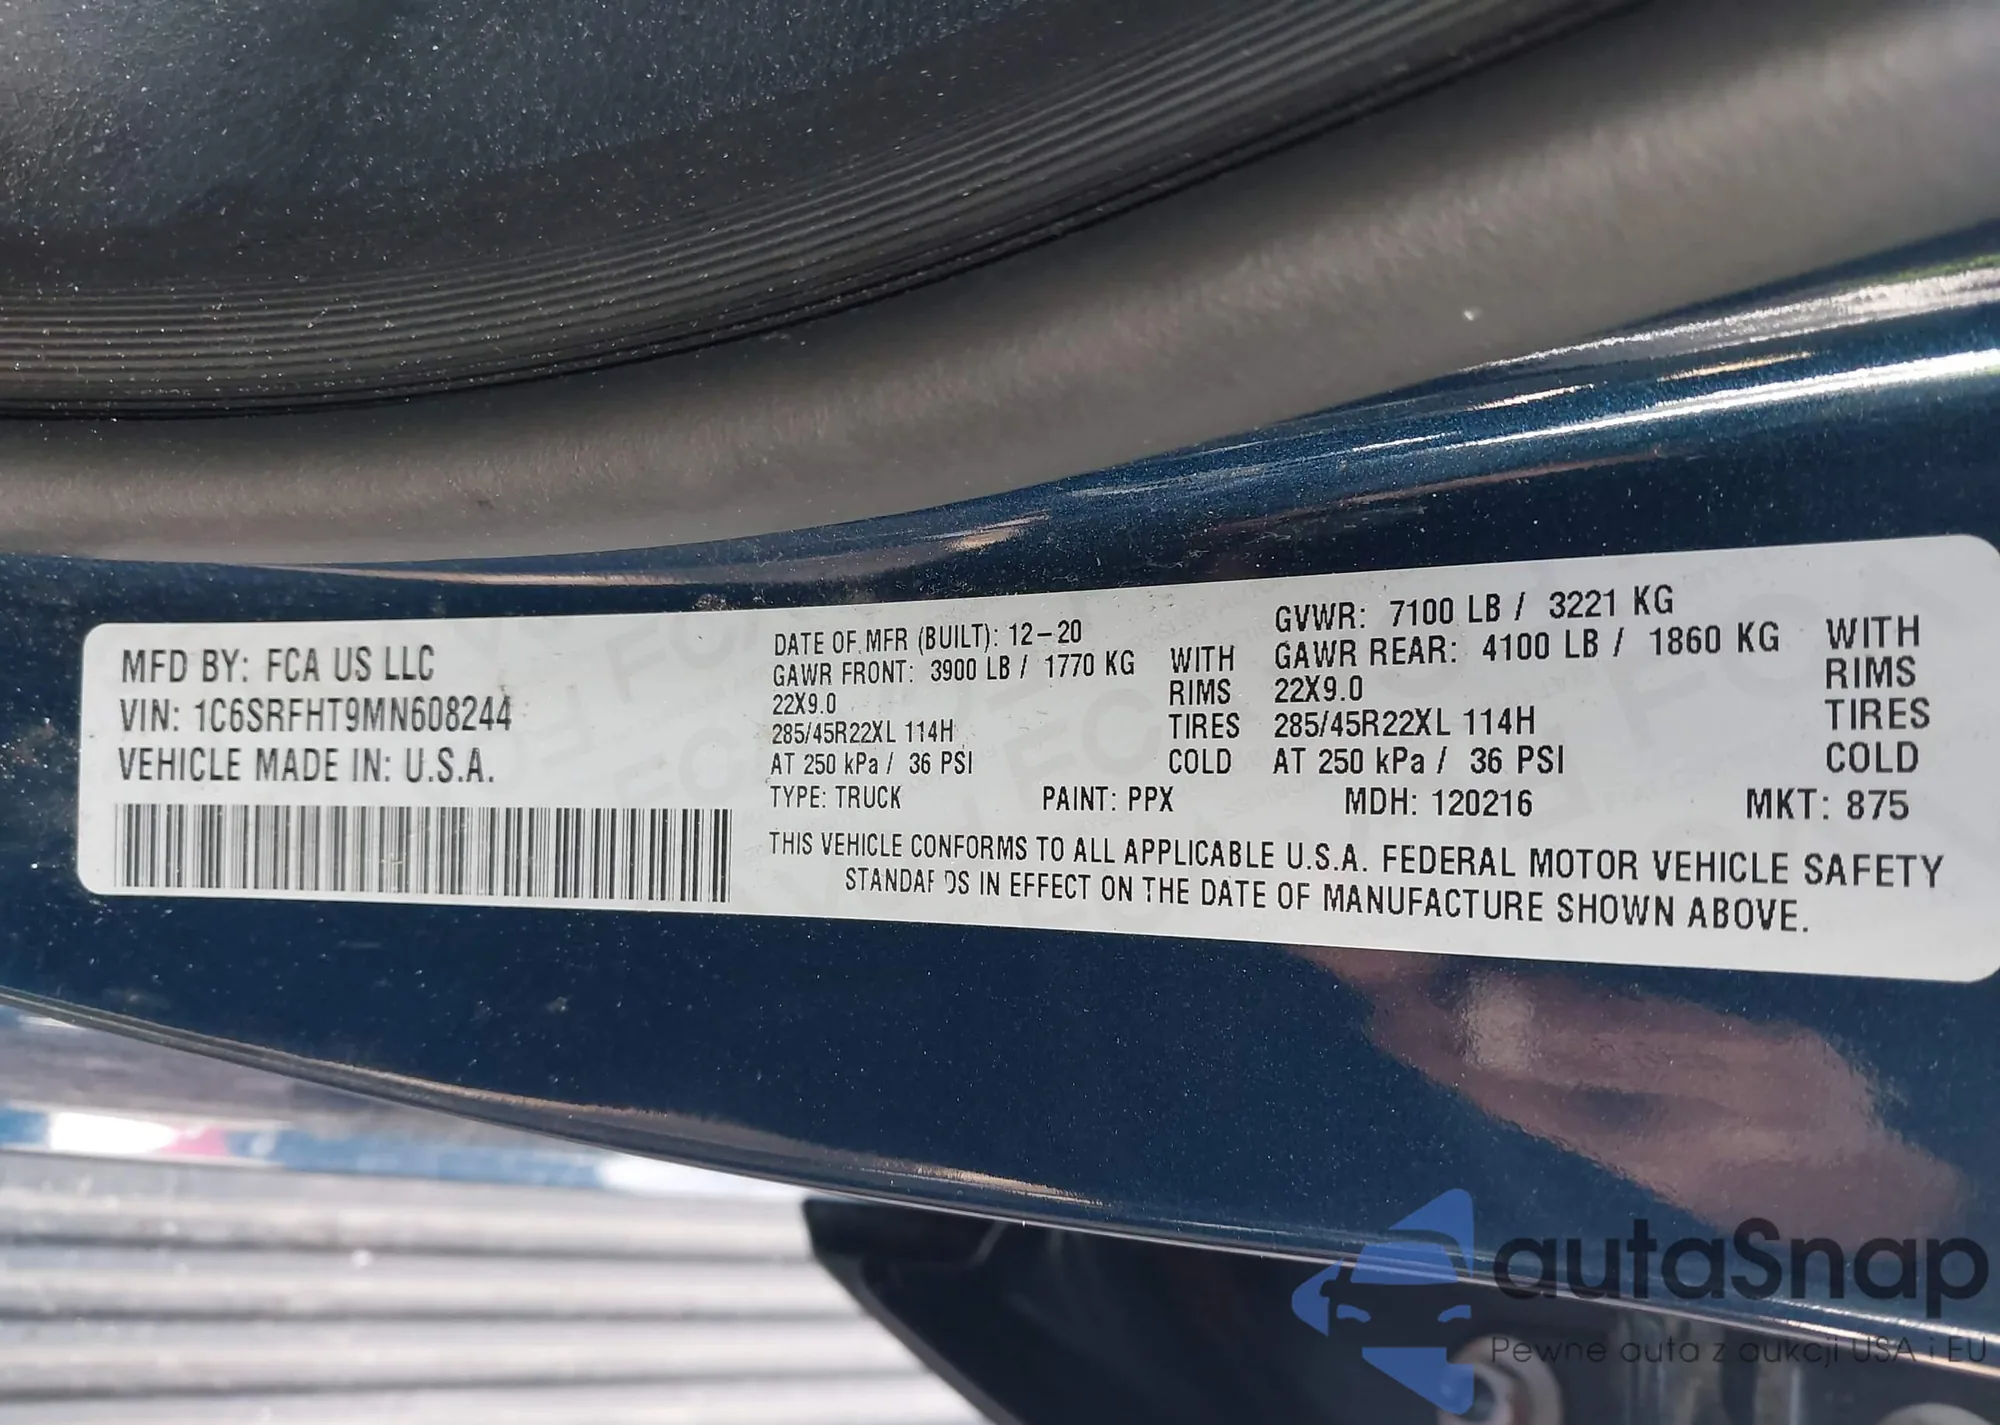 MFD BY: FCA US LLC
VIN: 1C6SRFHT9MN608244
VEHICLE MADE IN: U.S.A.
DATE OF MFR (BUILT): 12-20
GAWR FRONT: 3900 LB / 1770 KG WITH
22X9.0 RIMS
285/45R22XL 114H TIRES
AT 250 kPa / 36 PSI COLD
GVWR: 7100 LB / 3221 KG
GAWR REAR: 4100 LB / 1860 KG WITH
22X9.0 RIMS
285/45R22XL 114H TIRES
AT 250 kPa / 36 PSI COLD
TYPE: TRUCK PAINT: PPX MDH: 120216 MKT: 875
THIS VEHICLE CONFORMS TO ALL APPLICABLE U.S.A. FEDERAL MOTOR VEHICLE SAFETY
STANDARDS IN EFFECT ON THE DATE OF MANUFACTURE SHOWN ABOVE.
autaSnap
Pewne auta z aukcji USA i EU